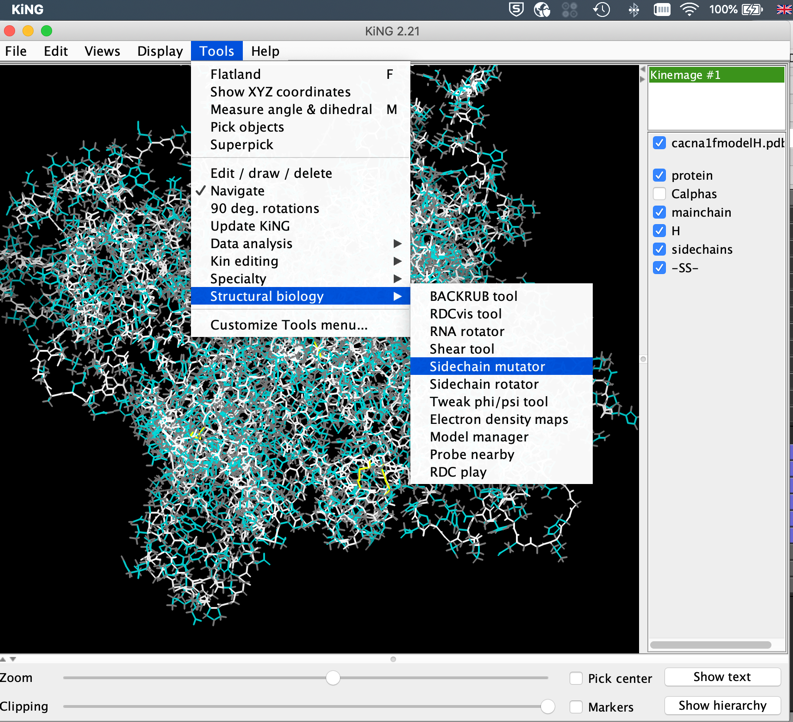 KiNG
100%
KiNG 2.21
File Edit Views Display Tools Help
Flatland F
Show XYZ coordinates
Measure angle & dihedral M
Pick objects
Superpick
Edit / draw / delete
✓ Navigate
90 deg. rotations
Update KiNG
Data analysis
Kin editing
Specialty
Structural biology
Customize Tools menu...
BACKRUB tool
RDCvis tool
RNA rotator
Shear tool
Sidechain mutator
Sidechain rotator
Tweak phi/psi tool
Electron density maps
Model manager
Probe nearby
RDC play
Kinemage #1
cacna1fmodelH.pdb
protein
Calphas
mainchain
H
sidechains
-SS-
Zoom
Pick center
Show text
Clipping
Markers
Show hierarchy